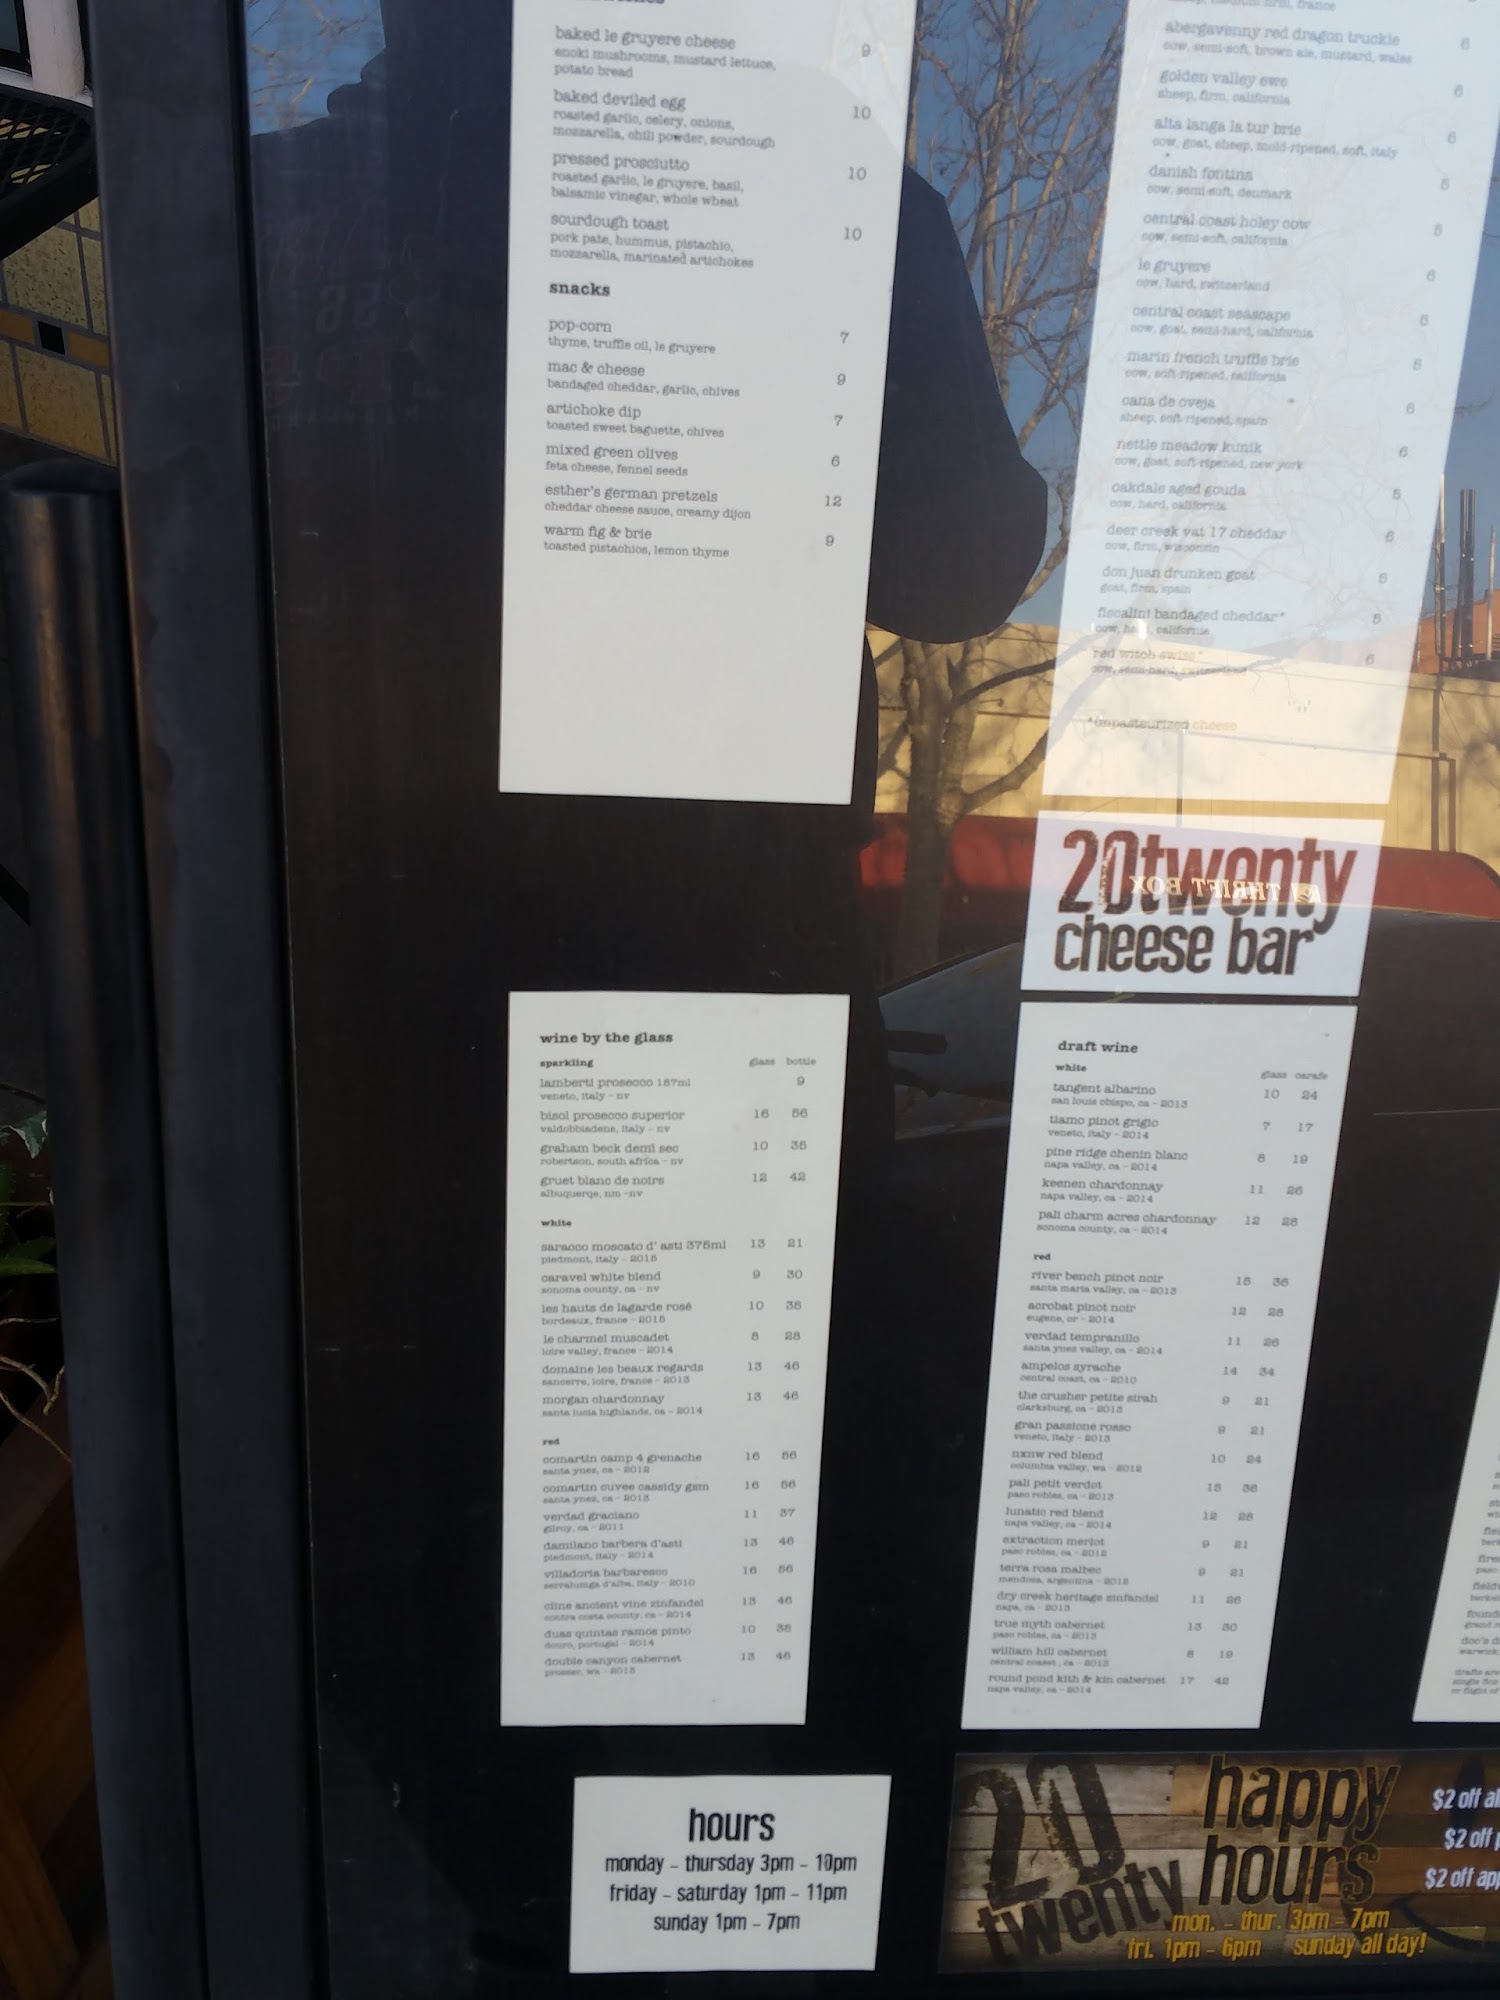 baked le gruyere cheese 9
enoki mushrooms, mustard lettuce,
potato bread
baked deviled egg 10
roasted garlic, celery, onions,
mozzarella, chili powder, sourdough
pressed prosciutto 10
roasted garlic, le gruyere, basil,
balsamic vinegar, whole wheat
sourdough toast 10
pork pate, hummus, pistachio,
mozzarella, marinated artichokes
snacks
pop-corn 7
thyme, truffle oil, le gruyere
mac & cheese 9
bandaged cheddar, garlic, chives
artichoke dip 7
toasted sweet baguette, chives
mixed green olives 6
feta cheese, fennel seeds
esther's german pretzels 12
cheddar cheese sauce, creamy dijon
warm fig & brie 9
toasted pistachios, lemon thyme
france
abergavenny red dragon truckle 6
cow, semi-soft, brown ale, mustard, wales
golden valley ewe 6
sheep, firm, california
alta langa la tur brie 6
cow, goat, sheep, mold-ripened, soft, italy
danish fontina 5
cow, semi-soft, denmark
central coast holey cow 5
cow, semi-soft, california
le gruyere 6
cow, hard, switzerland
central coast seascape 6
cow, goat, semi-hard, california
marin french truffle brie 5
cow, soft-ripened, california
cana de oveja 6
sheep, soft-ripened, spain
nettle meadow kunik 6
cow, goat, soft-ripened, new york
oakdale aged gouda 5
cow, hard, california
deer creek vat 17 cheddar 6
cow, firm, wisconsin
don juan drunken goat 5
goat, firm, spain
fiscalini bandaged cheddar* 5
cow, hard, california
red witch swiss* 6
cow, semi-hard, switzerland
*unpasteurized cheese
20twenty
THRIFT BOX
cheese bar
wine by the glass
sparkling glass bottle
lamberti prosecco 187ml 9
veneto, italy - nv
bisol prosecco superior 16 56
valdobbiadene, italy - nv
graham beck demi sec 10 35
robertson, south africa - nv
gruet blanc de noirs 12 42
albuquerqe, nm -nv
white
saracco moscato d' asti 375ml 13 21
piedmont, italy - 2015
caravel white blend 9 30
sonoma county, ca - nv
les hauts de lagarde rosé 10 35
bordeaux, france - 2015
le charmel muscadet 8 28
loire valley, france - 2014
domaine les beaux regards 13 46
sancerre, loire, france - 2013
morgan chardonnay 13 46
santa lucia highlands, ca - 2014
red
comartin camp 4 grenache 16 56
santa ynez, ca - 2012
comartin cuvee cassidy gsm 16 56
santa ynez, ca - 2013
verdad graciano 11 37
gilroy, ca - 2011
damilano barbera d'asti 13 46
piedmont, italy - 2014
villadoria barbaresco 16 56
serralunga d'alba, italy - 2010
cline ancient vine zinfandel 13 46
contra costa county, ca - 2014
duas quintas ramos pinto 10 35
douro, portugal - 2014
double canyon cabernet 13 46
prosser, wa - 2013
draft wine
white glass carafe
tangent albarino 10 24
san louis obispo, ca - 2013
tiamo pinot grigio 7 17
veneto, italy - 2014
pine ridge chenin blanc 8 19
napa valley, ca - 2014
keenen chardonnay 11 26
napa valley, ca - 2014
pali charm acres chardonnay 12 28
sonoma county, ca - 2014
red
river bench pinot noir 15 36
santa maria valley, ca - 2013
acrobat pinot noir 12 28
eugene, or - 2014
verdad tempranillo 11 26
santa ynez valley, ca - 2014
ampelos syrache 14 34
central coast, ca - 2010
the crusher petite sirah 9 21
clarksburg, ca - 2013
gran passione rosso 9 21
veneto, italy - 2013
nxnw red blend 10 24
columbia valley, wa - 2012
pali petit verdot 15 36
paso robles, ca - 2013
lunatic red blend 12 28
napa valley, ca - 2014
extraction merlot 9 21
paso robles, ca - 2012
terra rosa malbec 9 21
mendoza, argentina - 2012
dry creek heritage zinfandel 11 26
napa, ca - 2013
true myth cabernet 13 30
paso robles, ca - 2013
william hill cabernet 8 19
central coast, ca - 2013
round pond kith & kin cabernet 17 42
napa valley, ca - 2014
hours
monday - thursday 3pm - 10pm
friday - saturday 1pm - 11pm
sunday 1pm - 7pm
20
twenty
happy
hours
mon. - thur. 3pm - 7pm
fri. 1pm - 6pm sunday all day!
$2 off
$2 off
$2 off